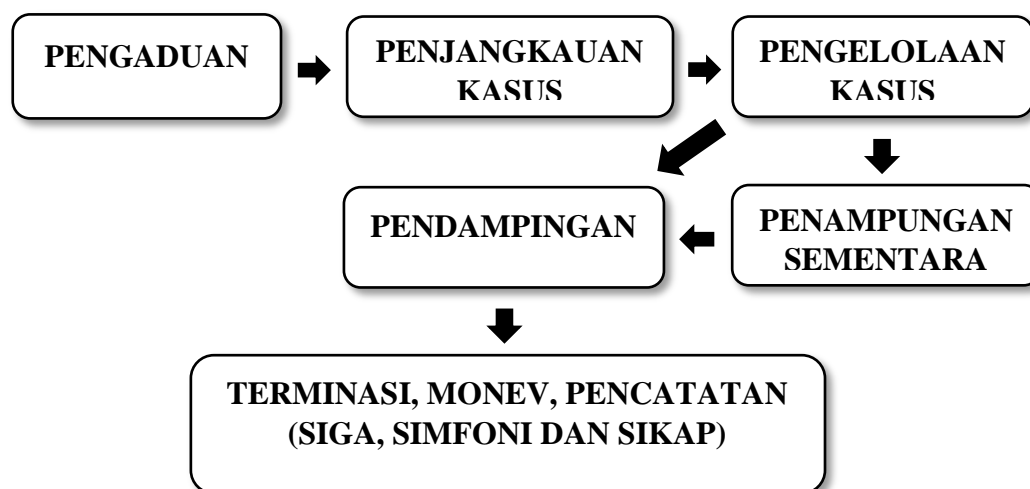 PENGADUAN
PENJANGKAUAN
KASUS
PENGELOLAAN
KASUS
PENDAMPINGAN
PENAMPUNGAN
SEMENTARA
TERMINASI, MONEV, PENCATATAN
(SIGA, SIMFONI DAN SIKAP)